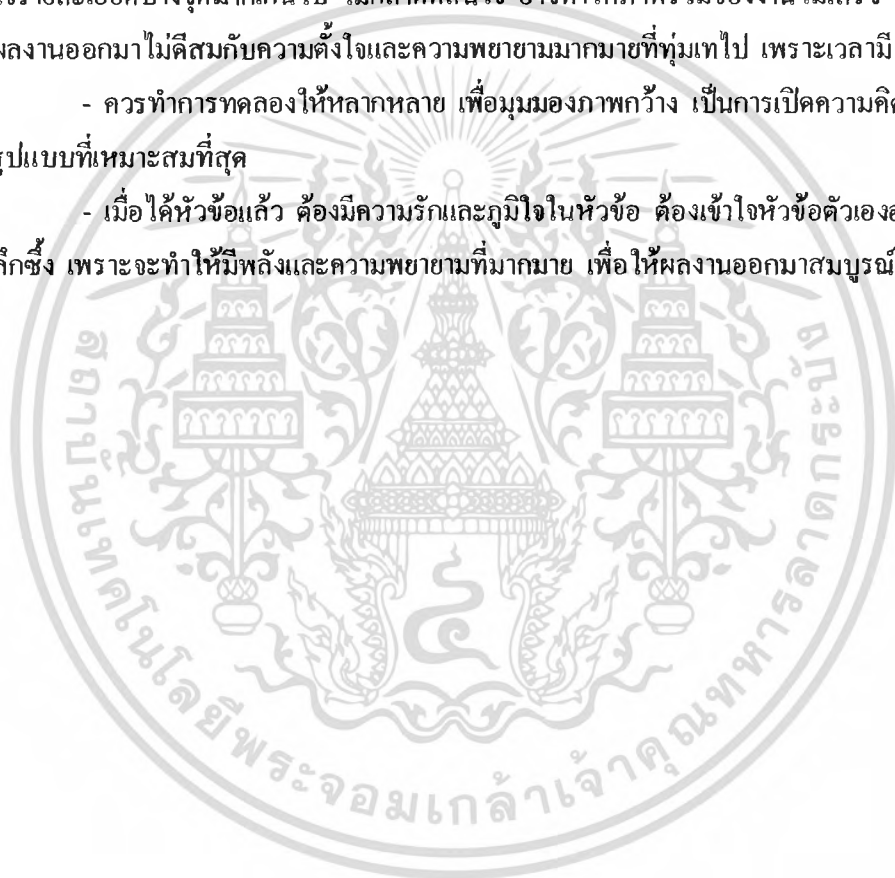 ผลงานออกมาไม่ดีสมกับความตั้งใจและความพยายามมากมายที่ทุ่มเทไป เพราะเวลามี
- ควรทำการทดลองให้หลากหลาย เพื่อมุมมองภาพกว้าง เป็นการเปิดความคิด
รูปแบบที่เหมาะสมที่สุด
- เมื่อได้หัวข้อแล้ว ต้องมีความรักและภูมิใจในหัวข้อ ต้องเข้าใจหัวข้อตัวเอง
ลึกซึ้ง เพราะจะทำให้มีพลังและความพยายามที่มากมาย เพื่อให้ผลงานออกมาสมบูรณ์
สถาบันเทคโนโลยีพระจอมเกล้าเจ้าคุณทหารลาดกระบัง
๔